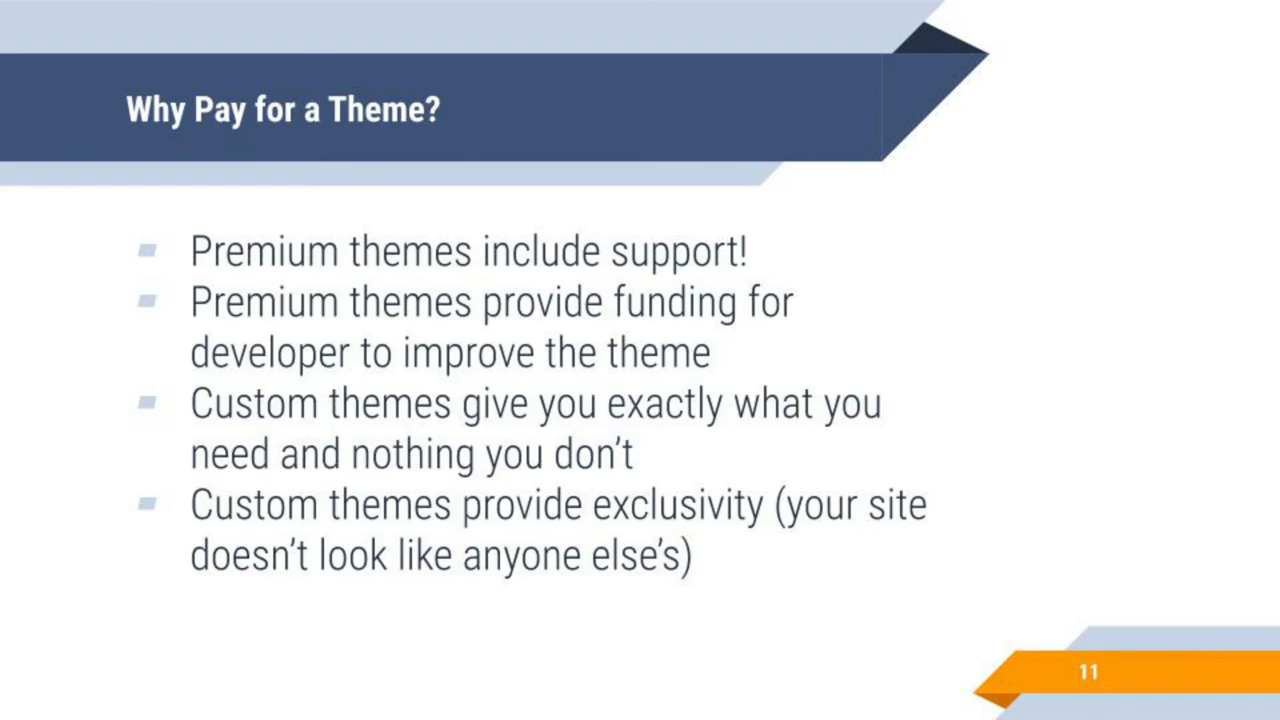 Why Pay for a Theme?
Premium themes include support!
Premium themes provide funding for
developer to improve the theme
Custom themes give you exactly what you
need and nothing you don’t
Custom themes provide exclusivity (your site
doesn’t look like anyone else’s)
11